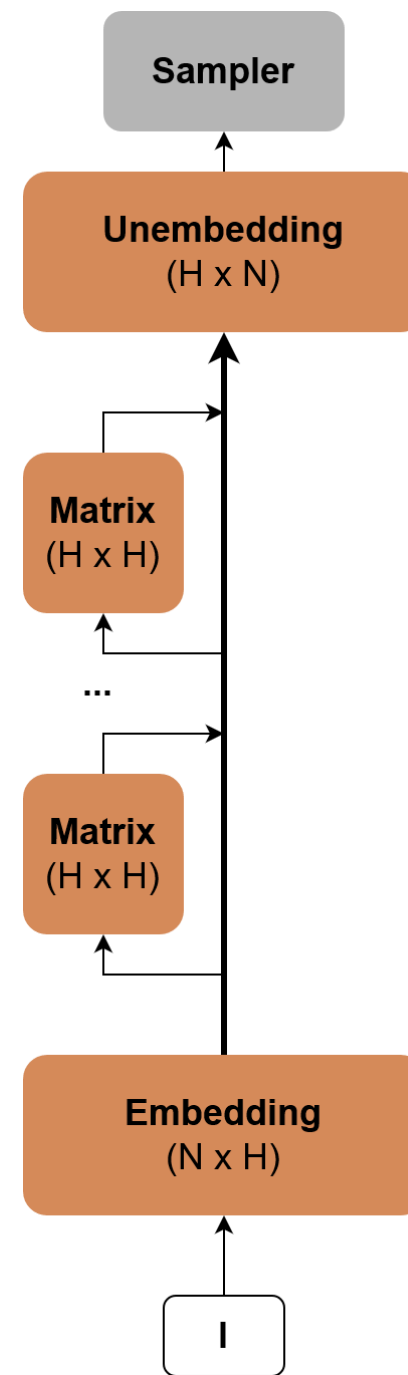 Sampler
Unembedding
(H x N)
Matrix
(H x H)
...
Matrix
(H x H)
Embedding
(N x H)
I